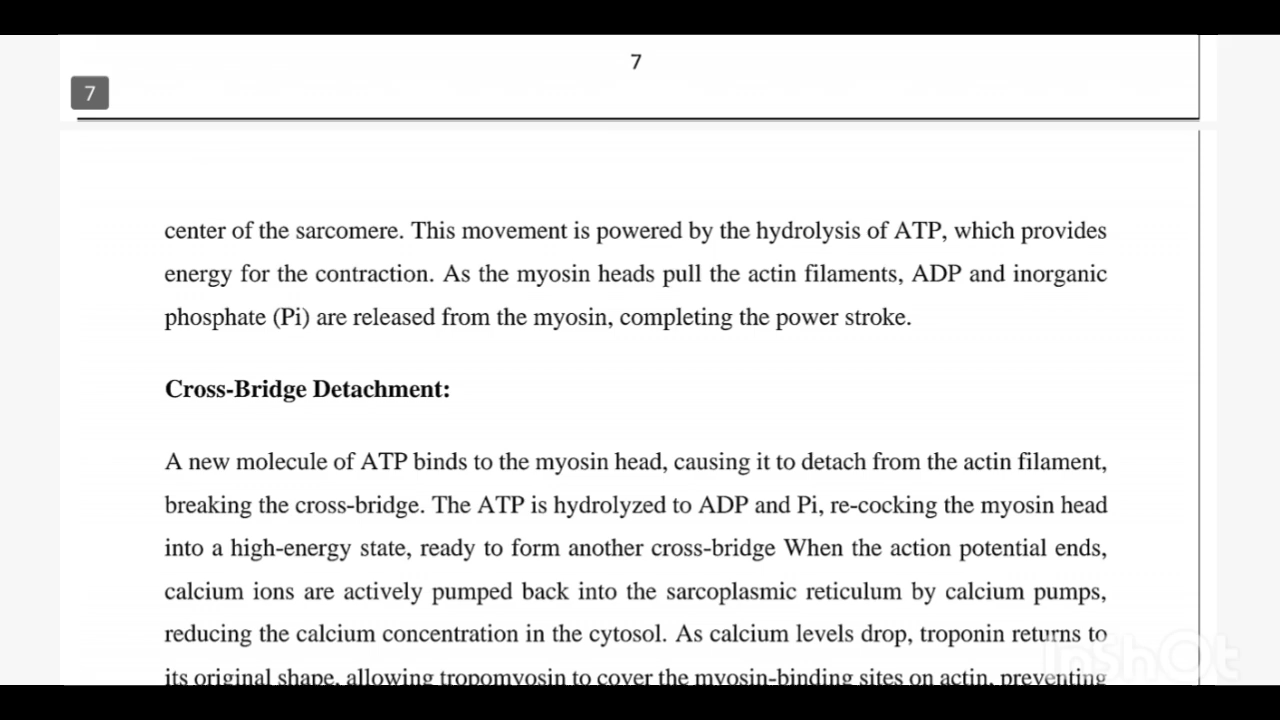 7
7
center of the sarcomere. This movement is powered by the hydrolysis of ATP, which provides
energy for the contraction. As the myosin heads pull the actin filaments, ADP and inorganic
phosphate (Pi) are released from the myosin, completing the power stroke.
Cross-Bridge Detachment:
A new molecule of ATP binds to the myosin head, causing it to detach from the actin filament,
breaking the cross-bridge. The ATP is hydrolyzed to ADP and Pi, re-cocking the myosin head
into a high-energy state, ready to form another cross-bridge When the action potential ends,
calcium ions are actively pumped back into the sarcoplasmic reticulum by calcium pumps,
reducing the calcium concentration in the cytosol. As calcium levels drop, troponin returns to
its original shape, allowing tropomyosin to cover the myosin-binding sites on actin, preventing
InShOt